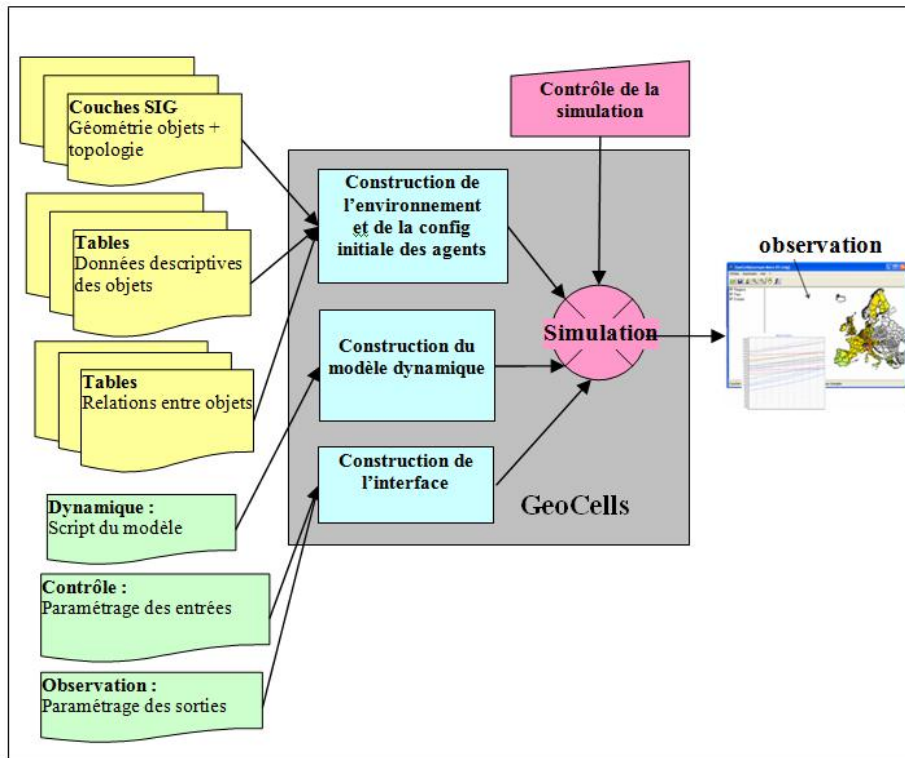 Couches SIG
Géométrie objets +
topologie
Tables
Données descriptives
des objets
Tables
Relations entre objets
Dynamique :
Script du modèle
Contrôle :
Paramétrage des entrées
Observation :
Paramétrage des sorties
Construction de
l'environnement
et de la config
initiale des agents
Construction du
modèle dynamique
Construction de
l'interface
GeoCells
Contrôle de la
simulation
Simulation
observation